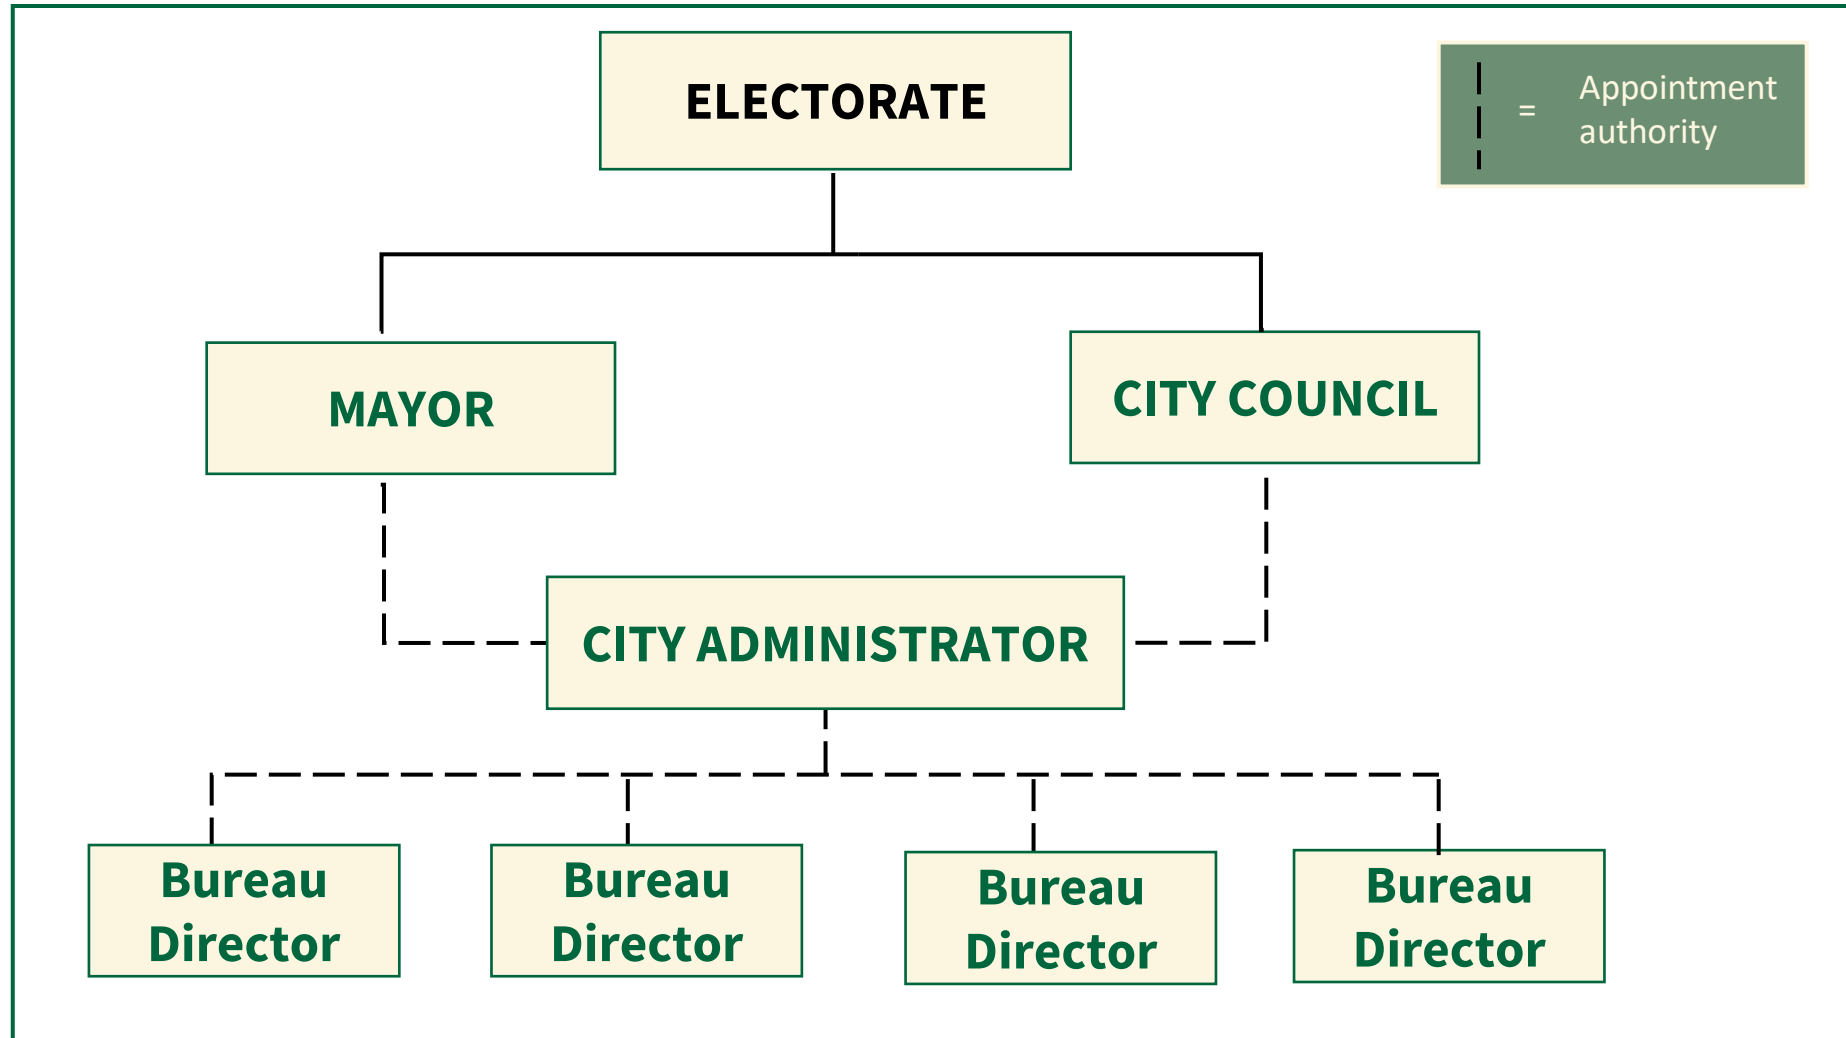 ELECTORATE
=
Appointment
authority
MAYOR
CITY COUNCIL
CITY ADMINISTRATOR
Bureau
Director
Bureau
Director
Bureau
Director
Bureau
Director